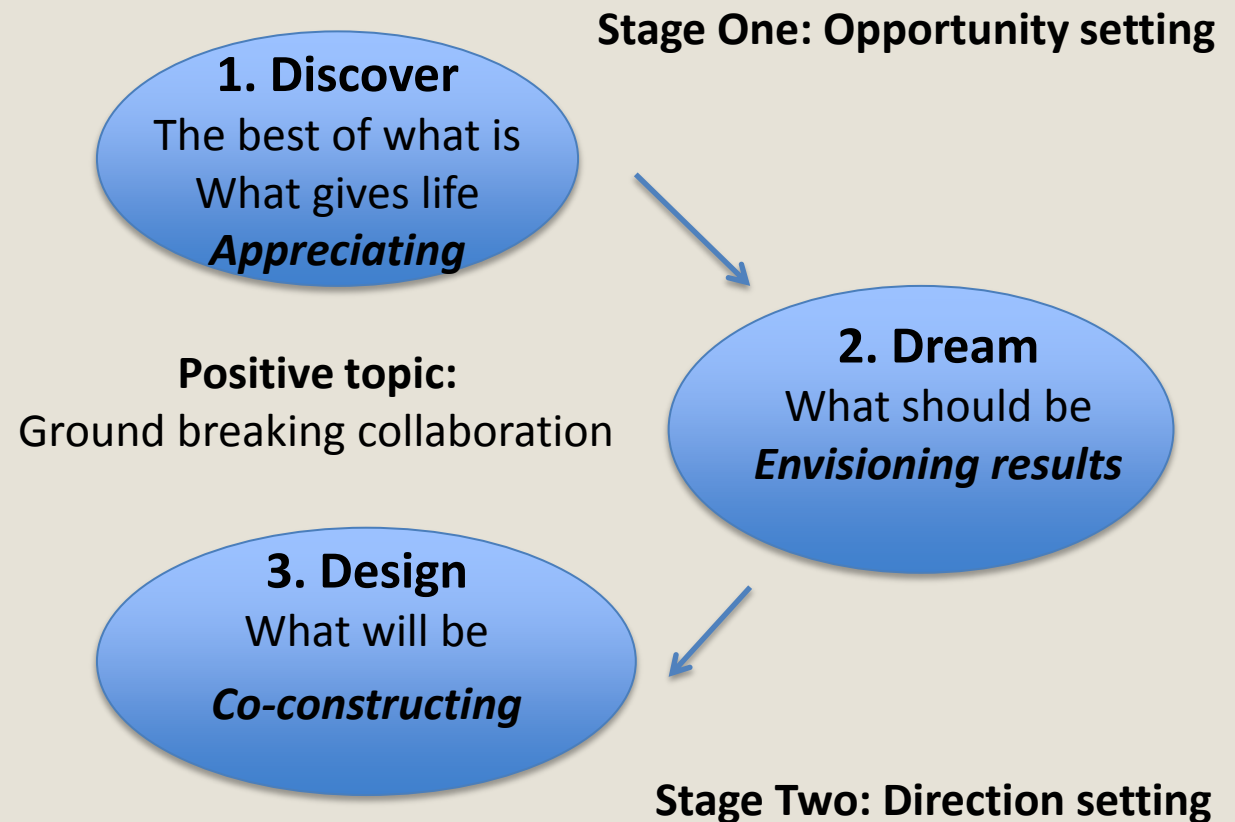 Stage One: Opportunity setting
1. Discover
The best of what is
What gives life
Appreciating
2. Dream
What should be
Envisioning results
Positive topic:
Ground breaking collaboration
3. Design
What will be
Co-constructing
Stage Two: Direction setting